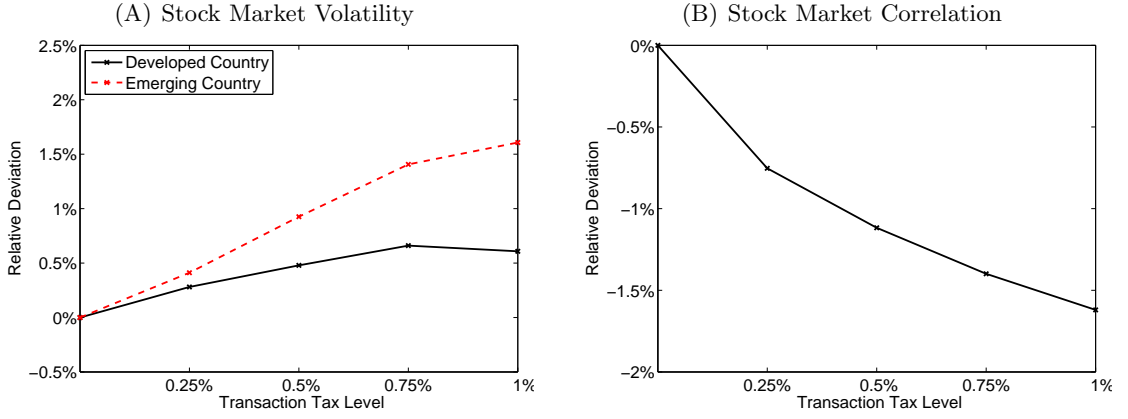 (A) Stock Market Volatility
2.5%
2%
1.5%
1%
0.5%
0%
−0.5%
Relative Deviation
Developed Country
Emerging Country
0.25% 0.5% 0.75% 1%
Transaction Tax Level
(B) Stock Market Correlation
0%
−0.5%
−1%
−1.5%
−2%
Relative Deviation
0.25% 0.5% 0.75% 1%
Transaction Tax Level